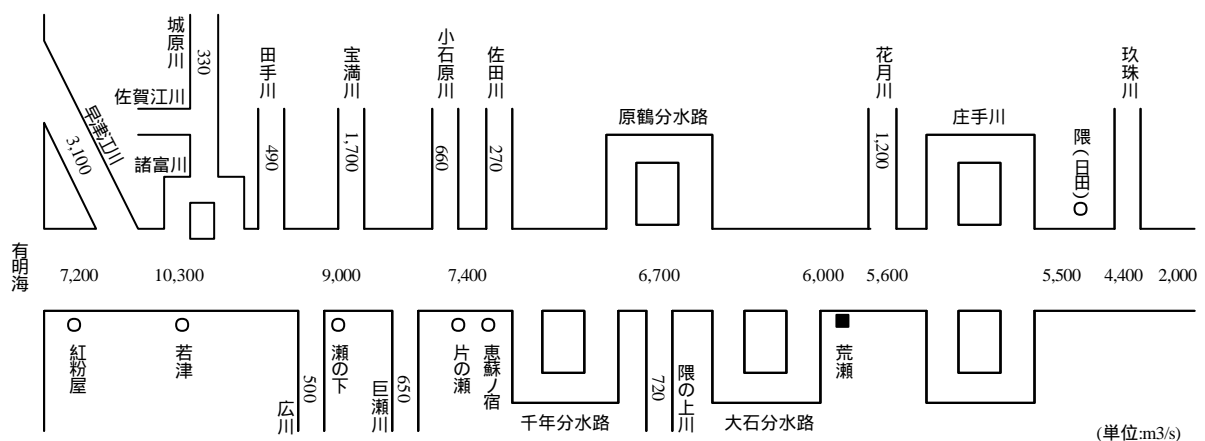 城原川
330
佐賀江川
早津江川
3,100
諸富川
田手川
490
宝満川
1,700
小石原川
660
佐田川
270
原鶴分水路
花月川
1,200
庄手川
隈(日田)
玖珠川
有明海
7,200
10,300
9,000
7,400
6,700
6,000
5,600
5,500
4,400
2,000
紅粉屋
若津
広川
500
瀬の下
巨瀬川
650
片の瀬
恵蘇ノ宿
千年分水路
720
隈の上川
大石分水路
荒瀬
(単位:m3/s)